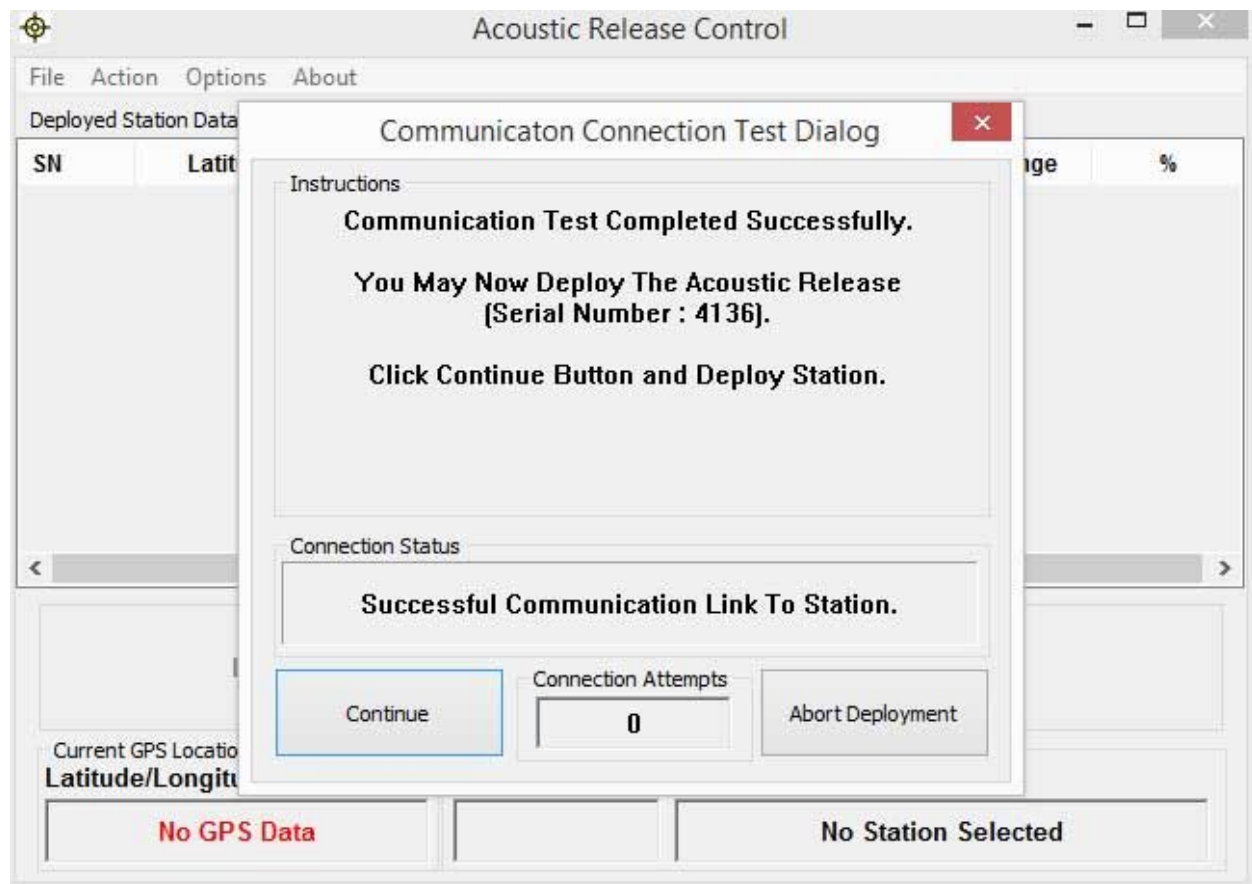 Acoustic Release Control
File Action Options About
Deployed Station Data
Communicaton Connection Test Dialog
SN Latit nge %
Instructions
Communication Test Completed Successfully.
You May Now Deploy The Acoustic Release
(Serial Number : 4136).
Click Continue Button and Deploy Station.
Connection Status
Successful Communication Link To Station.
Continue
Connection Attempts
0
Abort Deployment
Current GPS Locatio
Latitude/Longitu
No GPS Data
No Station Selected